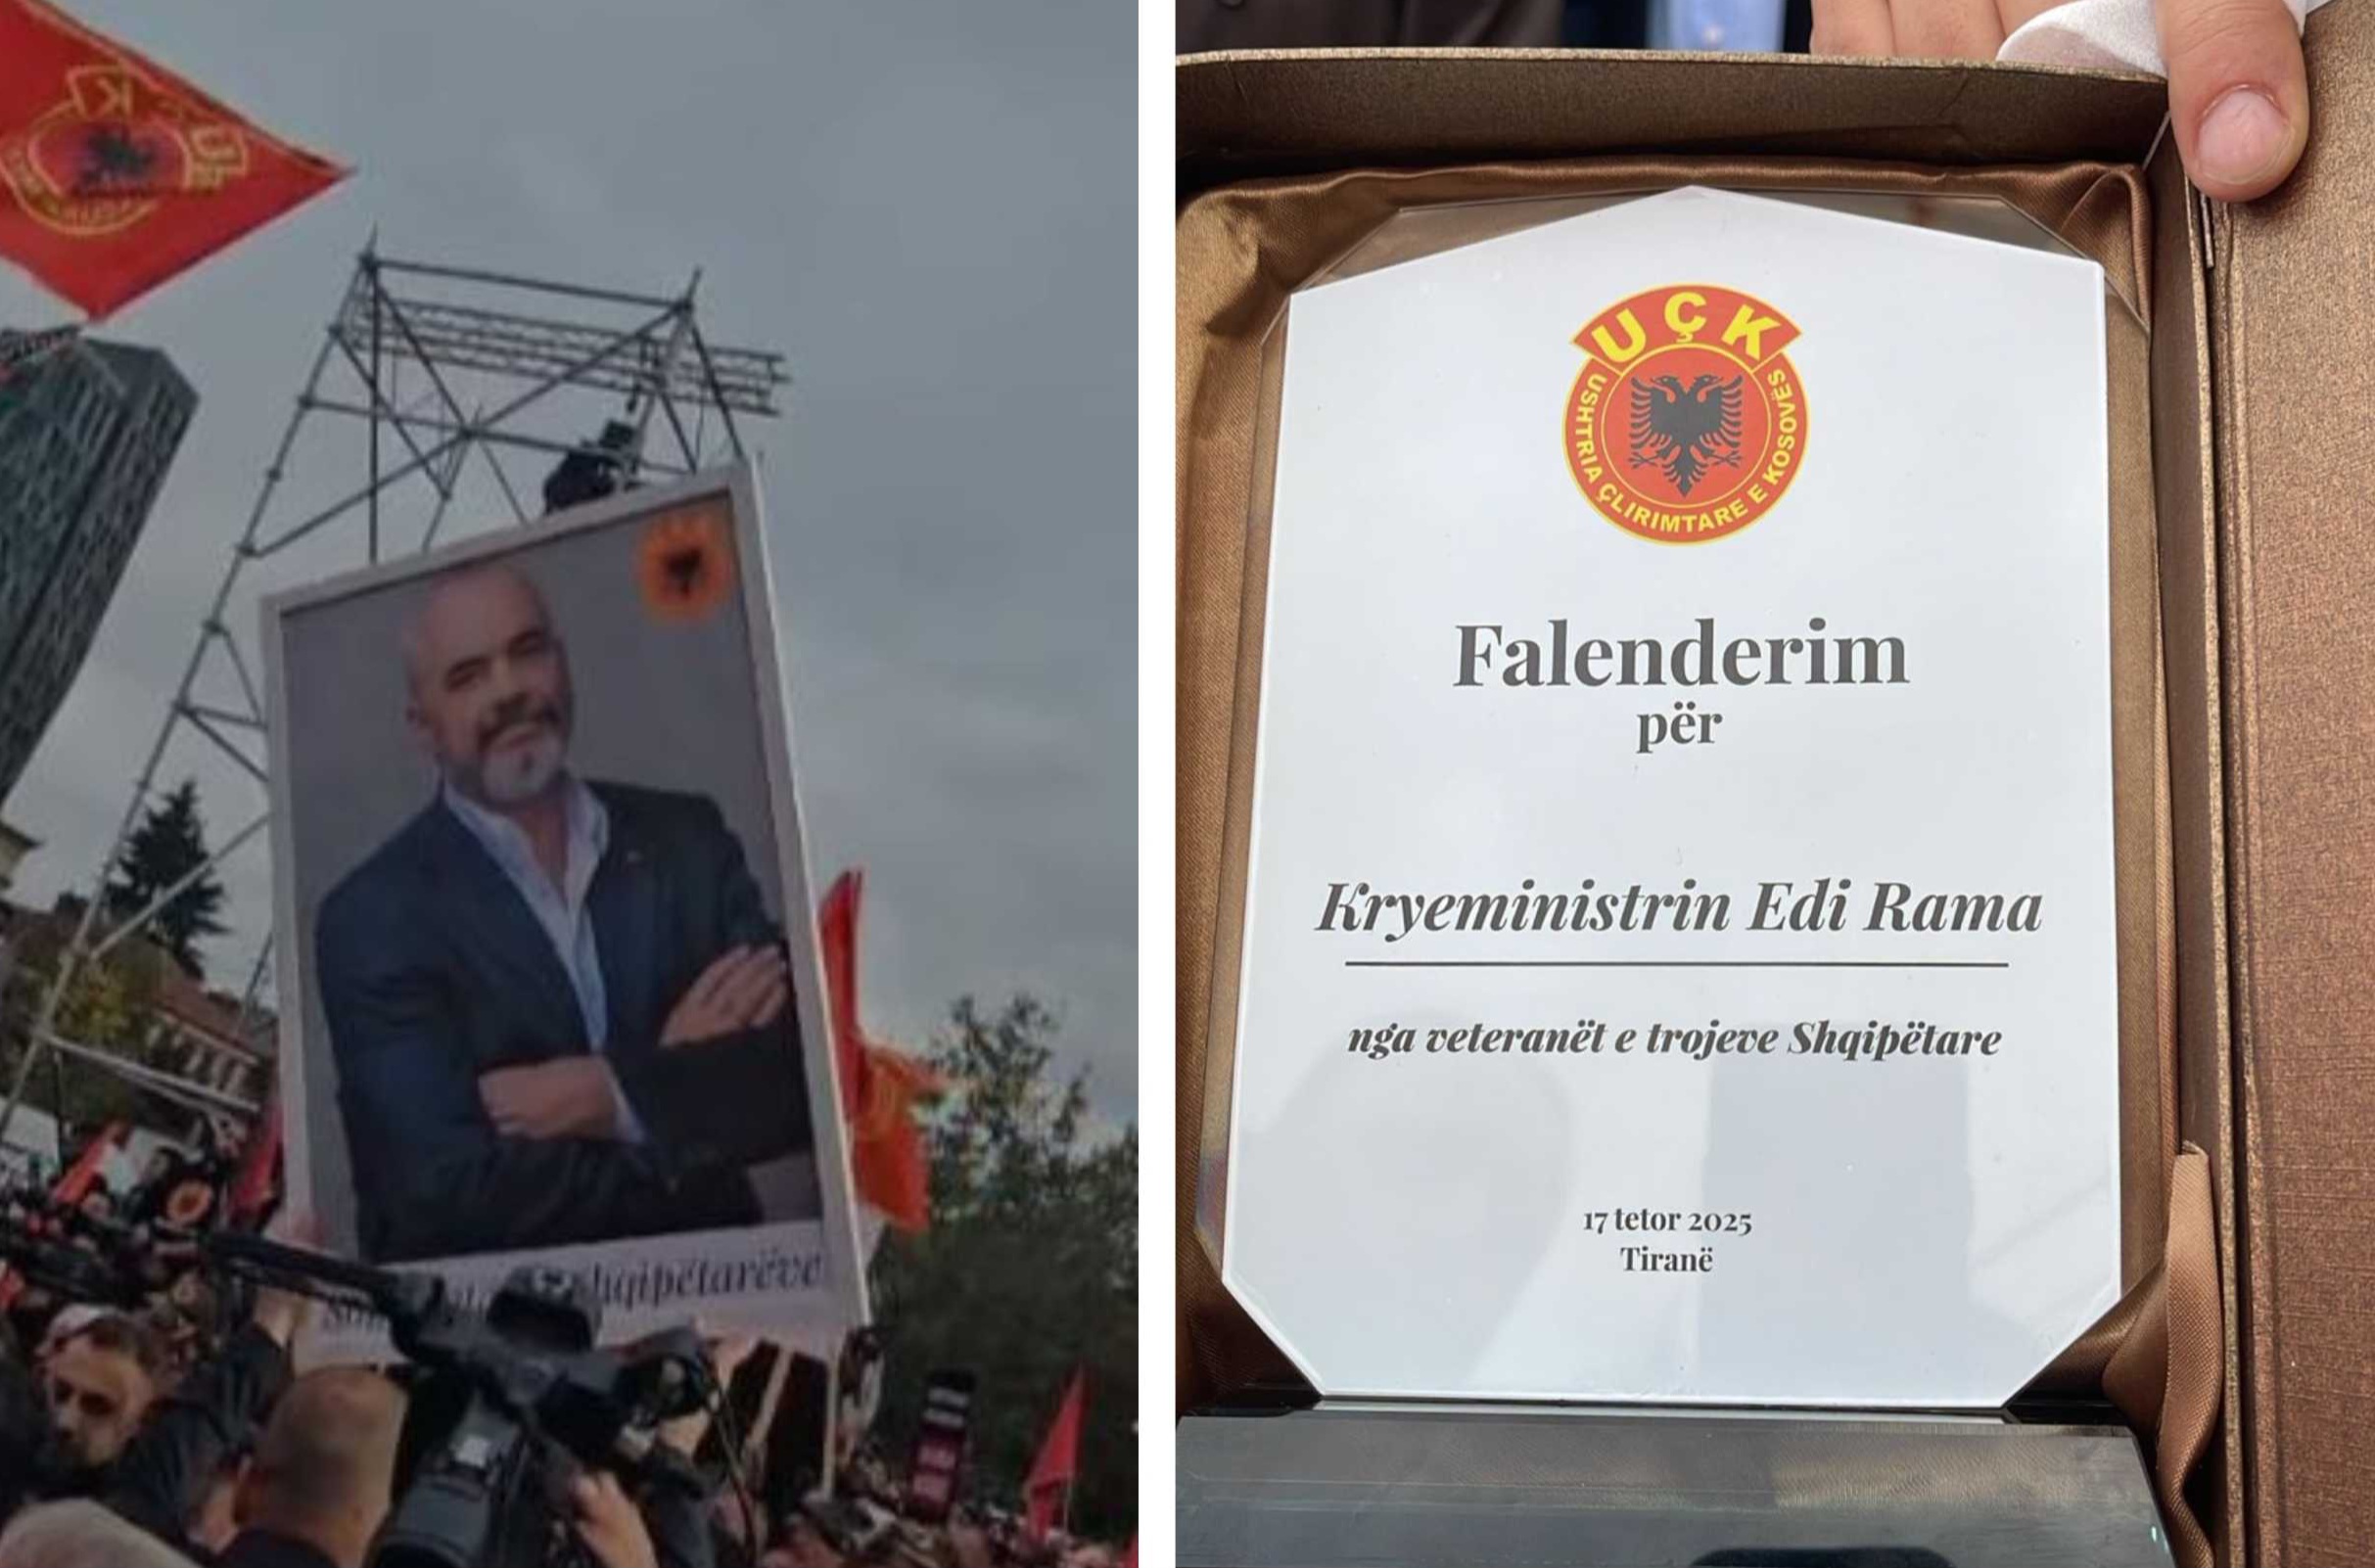 UÇK
USHTRIA ÇLIRIMTARE E KOSOVËS
Falenderim
për
Kryeministrin Edi Rama
nga veteranët e trojeve Shqipëtare
17 tetor 2025
Tiranë